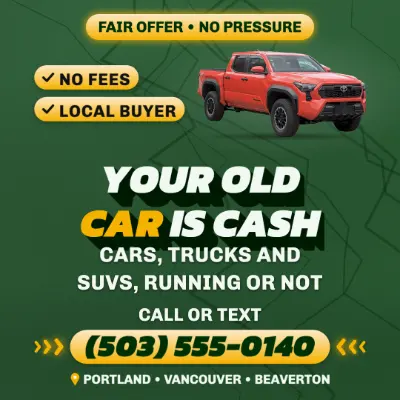 FAIR OFFER • NO PRESSURE
NO FEES
LOCAL BUYER
YOUR OLD
CAR IS CASH
CARS, TRUCKS AND
SUVS, RUNNING OR NOT
CALL OR TEXT
(503) 555-0140
PORTLAND • VANCOUVER • BEAVERTON